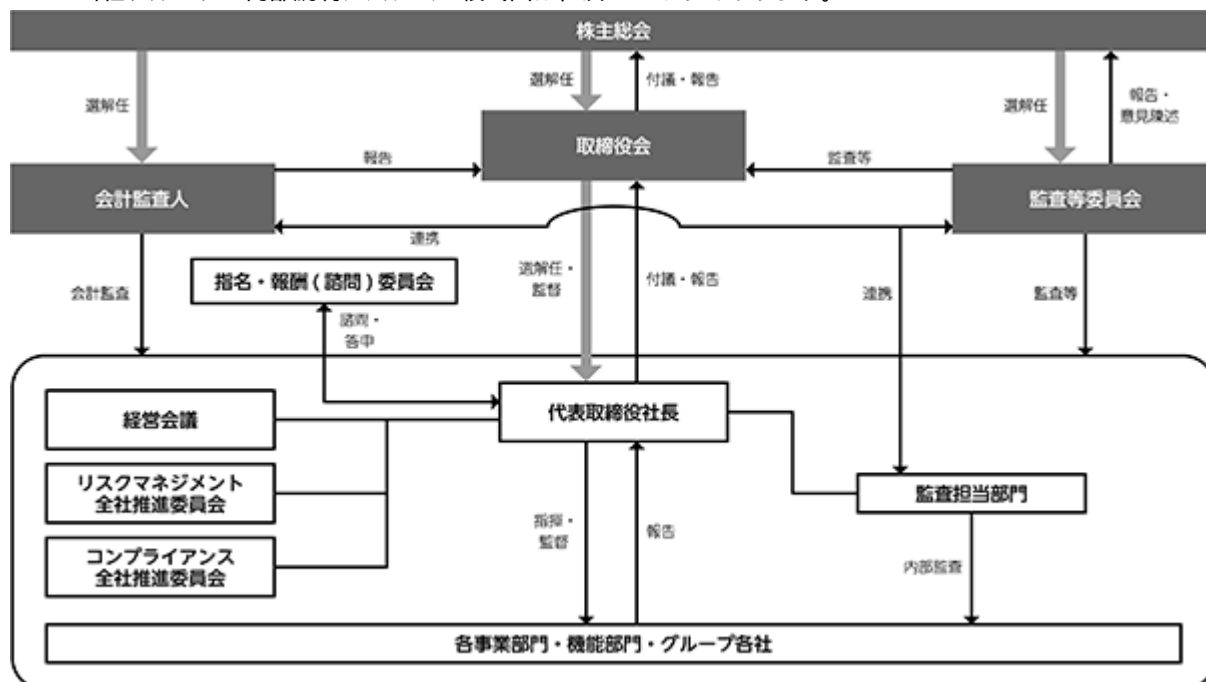 株主総会
選解任
選解任
付議・報告
選解任
報告・
意見陳述
取締役会
報告
監査等
会計監査人
監査等委員会
連携
選解任・
監督
付議・報告
会計監査
指名・報酬(諮問)委員会
連携
監査等
諮問・
答申
代表取締役社長
経営会議
リスクマネジメント
全社推進委員会
監査担当部門
指揮・
監督
報告
コンプライアンス
全社推進委員会
内部監査
各事業部門・機能部門・グループ各社